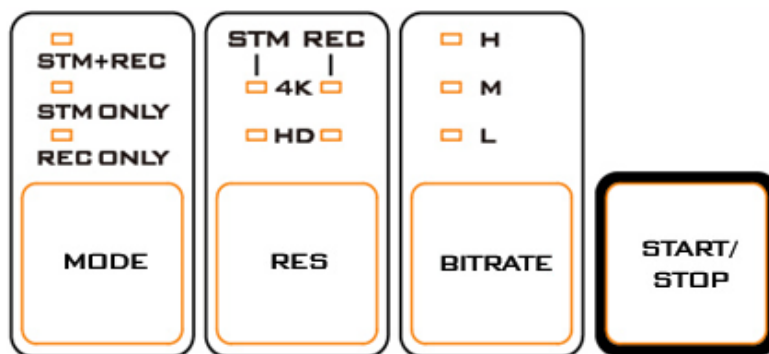 STM+REC
STM ONLY
REC ONLY
MODE
STM REC
4K
HD
RES
H
M
L
BITRATE
START/
STOP